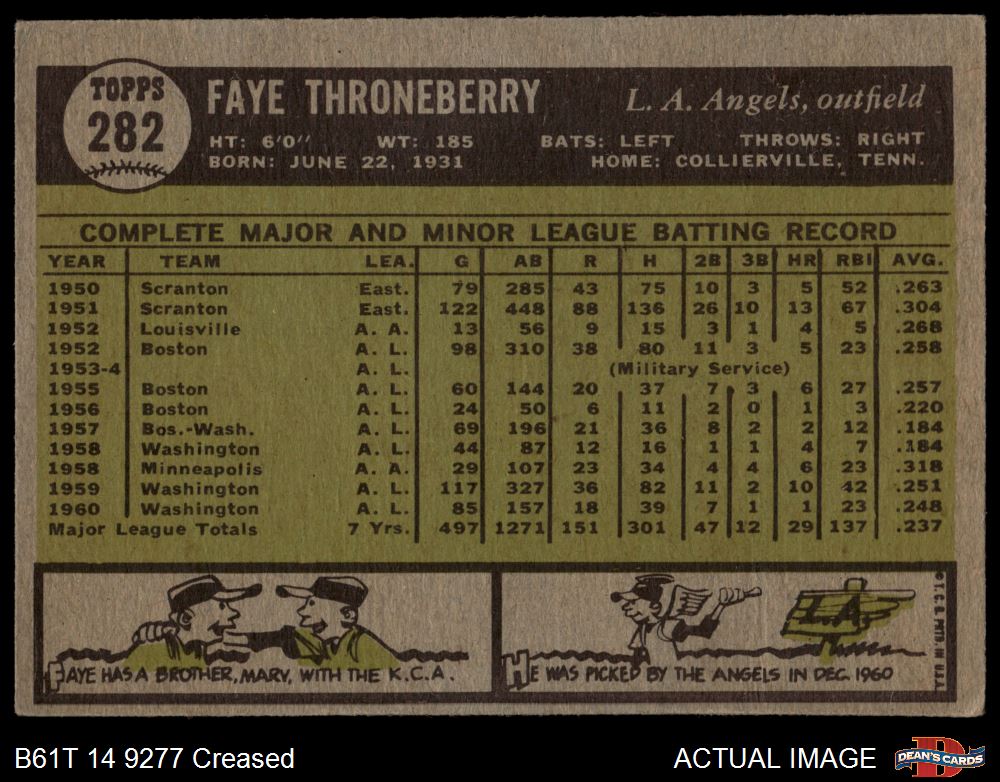 TOPPS
282
FAYE THRONEBERRY
L. A. Angels, outfield
HT: 6'0" WT: 185 BATS: LEFT THROWS: RIGHT
BORN: JUNE 22, 1931 HOME: COLLIERVILLE, TENN.
COMPLETE MAJOR AND MINOR LEAGUE BATTING RECORD
YEAR TEAM LEA. G AB R H 2B 3B HR RBI AVG.
1950 Scranton East. 79 285 43 75 10 3 5 52 .263
1951 Scranton East. 122 448 88 136 26 10 13 67 .304
1952 Louisville A. A. 13 56 9 15 3 1 4 5 .268
1952 Boston A. L. 98 310 38 80 11 3 5 23 .258
1953-4 A. L. (Military Service)
1955 Boston A. L. 60 144 20 37 7 3 6 27 .257
1956 Boston A. L. 24 50 6 11 2 0 1 3 .220
1957 Bos.-Wash. A. L. 69 196 21 36 8 2 2 12 .184
1958 Washington A. L. 44 87 12 16 1 1 4 7 .184
1958 Minneapolis A. A. 29 107 23 34 4 4 6 23 .318
1959 Washington A. L. 117 327 36 82 11 2 10 42 .251
1960 Washington A. L. 85 157 18 39 7 1 1 23 .248
Major League Totals 7 Yrs. 497 1271 151 301 47 12 29 137 .237
FAYE HAS A BROTHER, MARV, WITH THE K.C.A.
L.A.
HE WAS PICKED BY THE ANGELS IN DEC. 1960
© T. C. G. PRTD. IN U.S.A.
B61T 14 9277 Creased
ACTUAL IMAGE
D
DEAN'S CARDS